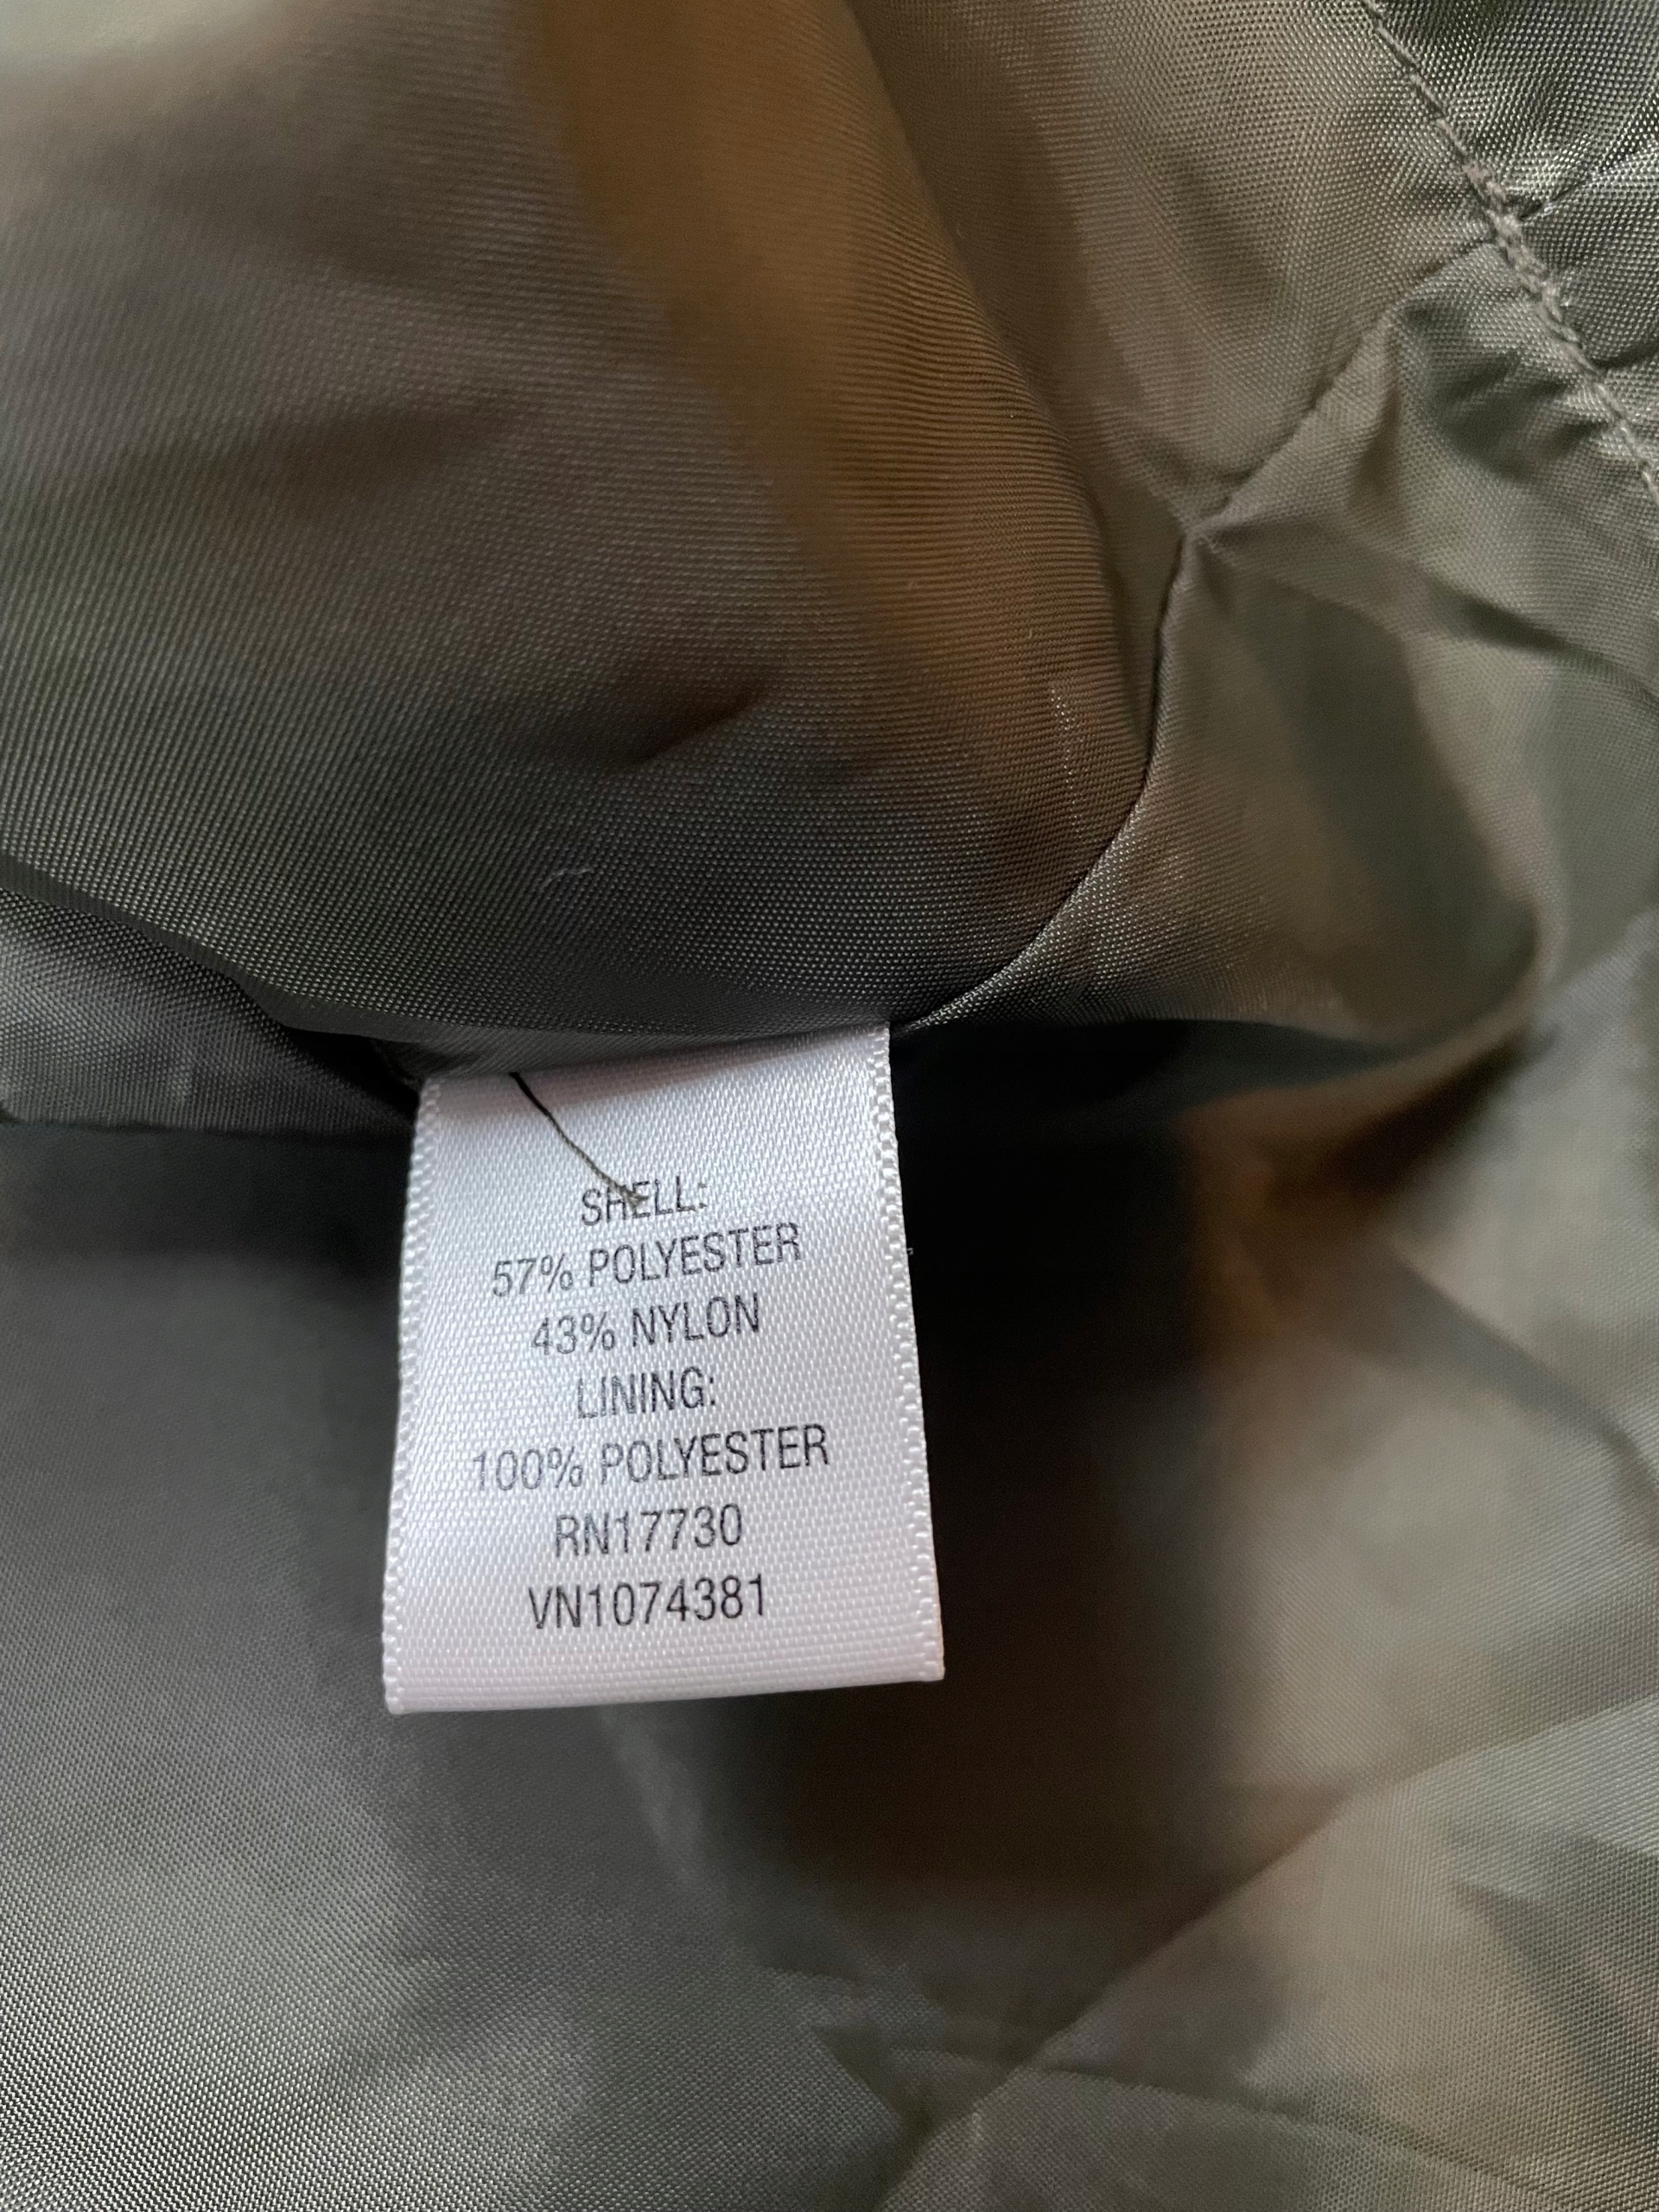 SHELL:
57% POLYESTER
43% NYLON
LINING:
100% POLYESTER
RN17730
VN1074381